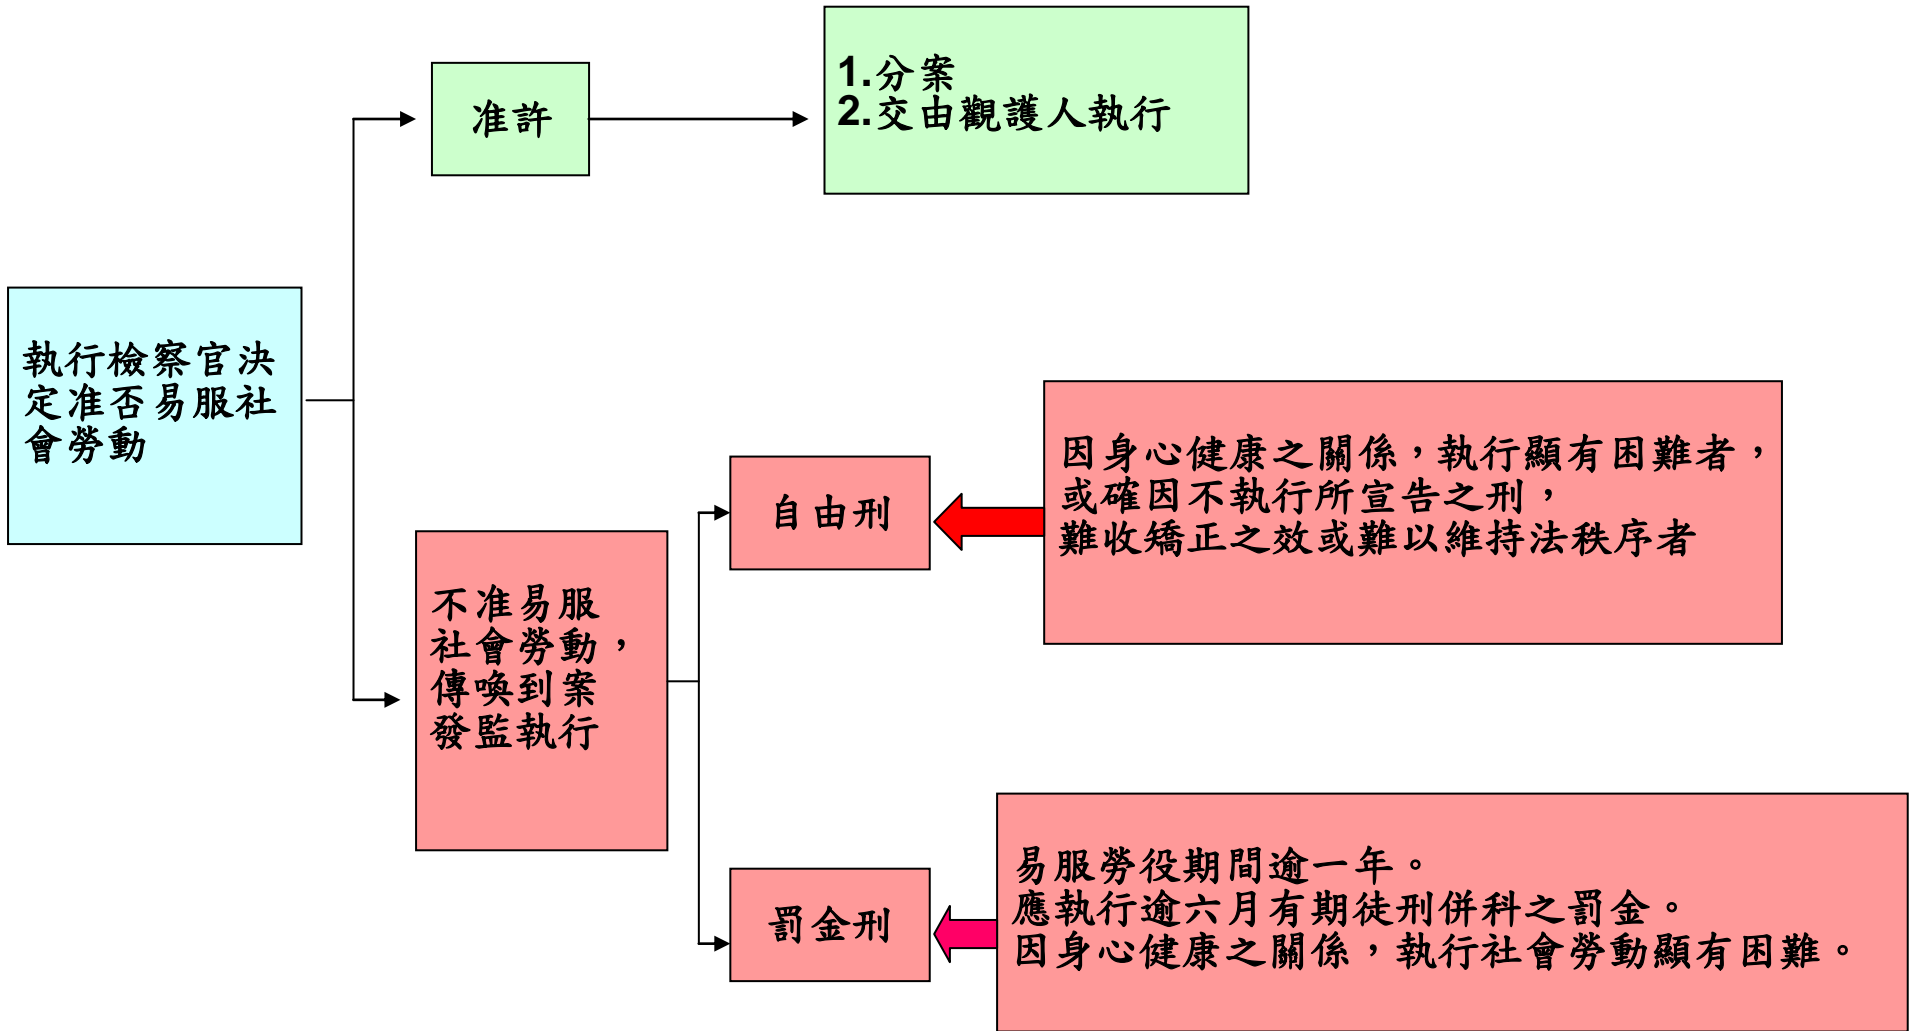 准許
1.分案
2.交由觀護人執行
執行檢察官決
定准否易服社
會勞動
不准易服
社會勞動，
傳喚到案
發監執行
自由刑
因身心健康之關係，執行顯有困難者，
或確因不執行所宣告之刑，
難收矯正之效或難以維持法秩序者
罰金刑
易服勞役期間逾一年。
應執行逾六月有期徒刑併科之罰金。
因身心健康之關係，執行社會勞動顯有困難。